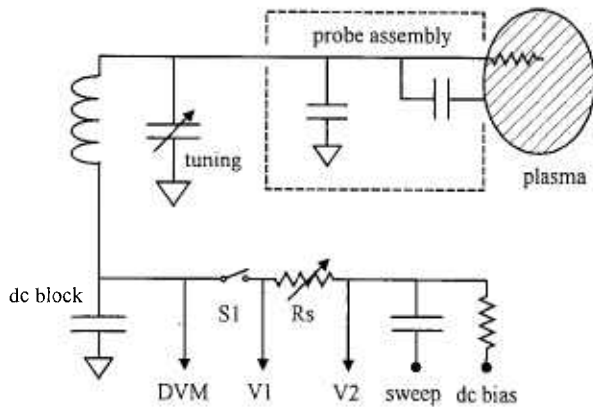 probe assembly
tuning
plasma
dc block
S1
Rs
DVM
V1
V2
sweep
dc bias